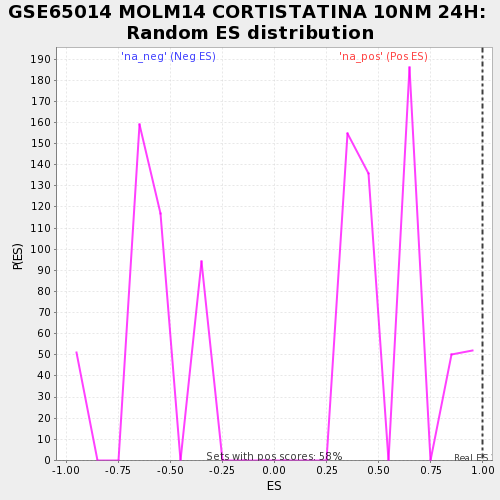 GSE65014 MOLM14 CORTISTATINA 10NM 24H:
Random ES distribution
'na_neg' (Neg ES)
'na_pos' (Pos ES)
190
180
170
160
150
140
130
120
110
100
90
80
70
60
50
40
30
20
10
0
P(ES)
Sets with pos scores: 58%
Real ES
-1.00 -0.75 -0.50 -0.25 0.00 0.25 0.50 0.75 1.00
ES